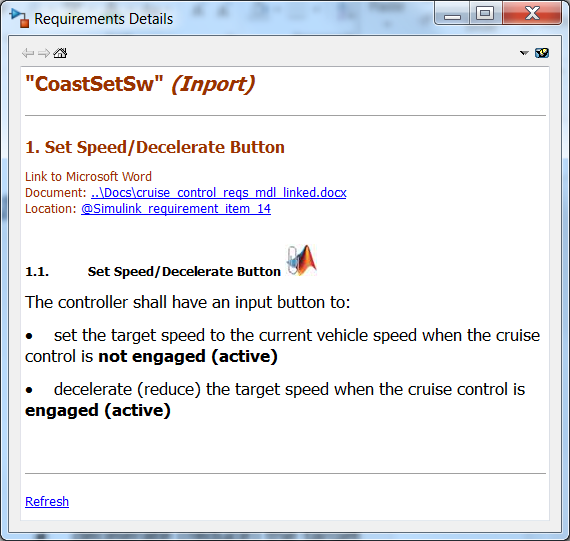 Requirements Details
"CoastSetSw" (Inport)
1. Set Speed/Decelerate Button
Link to Microsoft Word
Document: ..\Docs\cruise_control_reqs_mdl_linked.docx
Location: @Simulink_requirement_item_14
1.1. Set Speed/Decelerate Button
The controller shall have an input button to:
• set the target speed to the current vehicle speed when the cruise
control is not engaged (active)
• decelerate (reduce) the target speed when the cruise control is
engaged (active)
Refresh